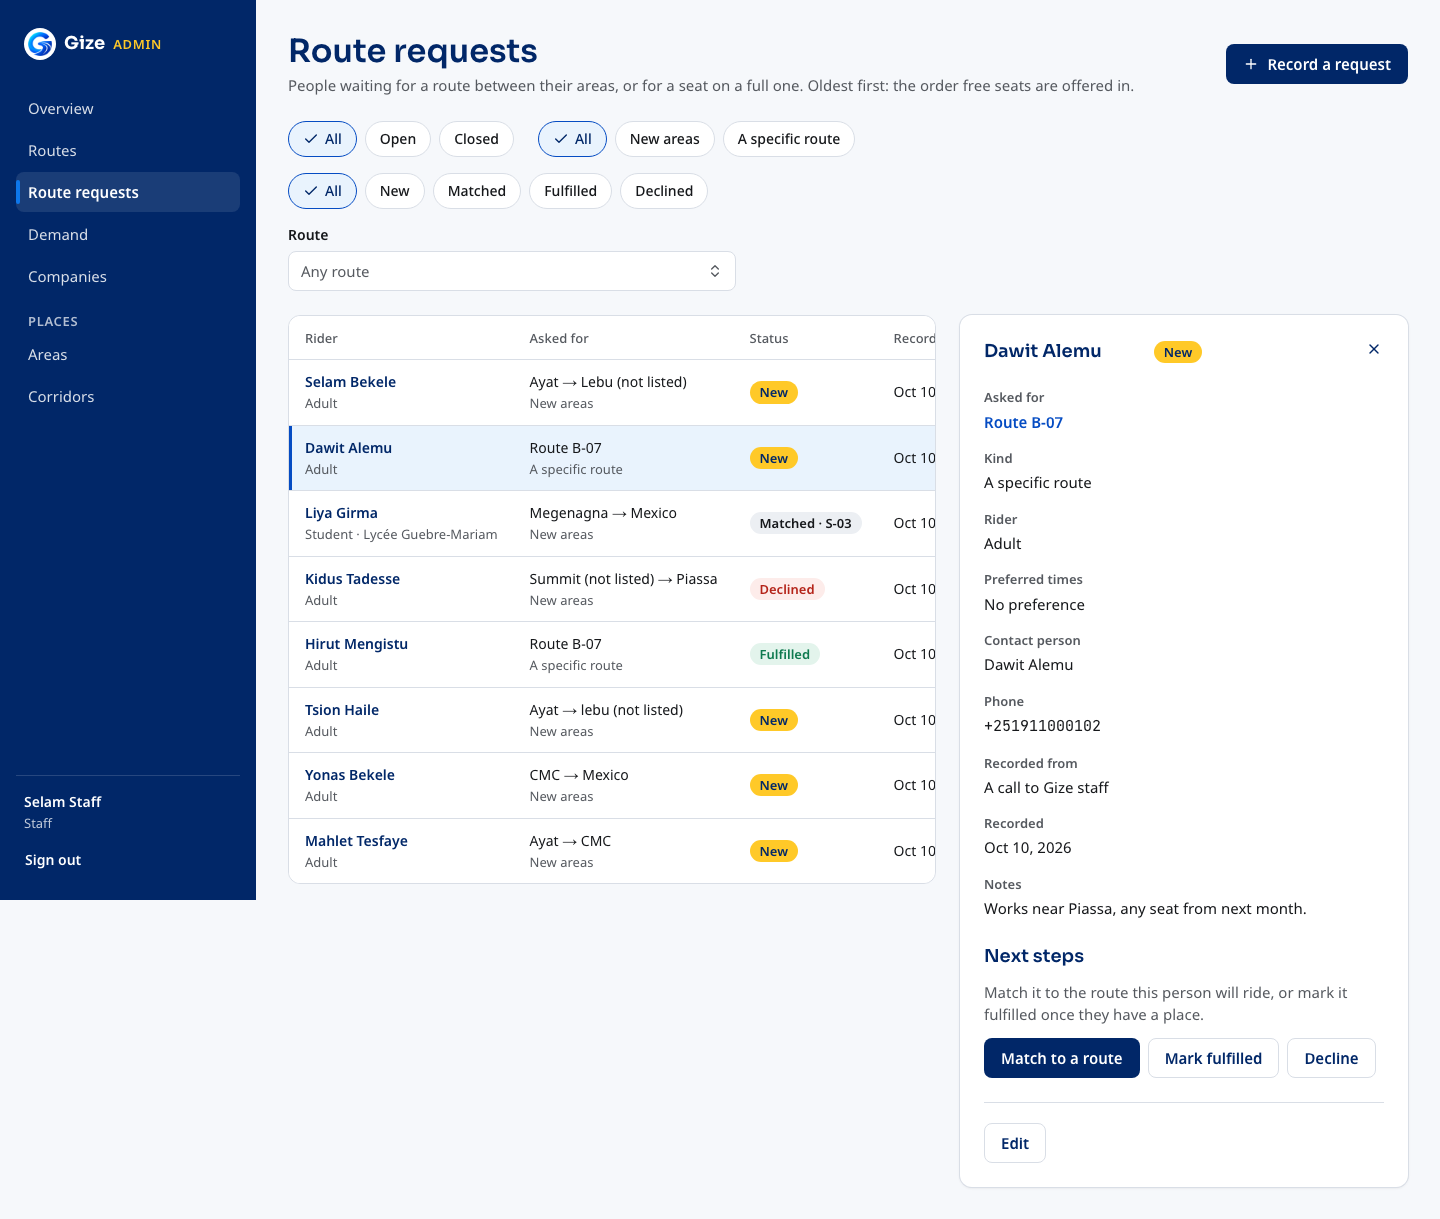 Gize ADMIN
Overview
Routes
Route requests
Demand
Companies
PLACES
Areas
Corridors
Selam Staff
Staff
Sign out
Route requests
People waiting for a route between their areas, or for a seat on a full one. Oldest first: the order free seats are offered in.
+ Record a request
All Open Closed All New areas A specific route
All New Matched Fulfilled Declined
Route
Any route
Rider Asked for Status Record
Selam Bekele Ayat → Lebu (not listed) New Oct 10
Adult New areas
Dawit Alemu Route B-07 New Oct 10
Adult A specific route
Liya Girma Megenagna → Mexico Matched · S-03 Oct 10
Student · Lycée Guebre-Mariam New areas
Kidus Tadesse Summit (not listed) → Piassa Declined Oct 10
Adult New areas
Hirut Mengistu Route B-07 Fulfilled Oct 10
Adult A specific route
Tsion Haile Ayat → lebu (not listed) New Oct 10
Adult New areas
Yonas Bekele CMC → Mexico New Oct 10
Adult New areas
Mahlet Tesfaye Ayat → CMC New Oct 10
Adult New areas
Dawit Alemu New
Asked for
Route B-07
Kind
A specific route
Rider
Adult
Preferred times
No preference
Contact person
Dawit Alemu
Phone
+251911000102
Recorded from
A call to Gize staff
Recorded
Oct 10, 2026
Notes
Works near Piassa, any seat from next month.
Next steps
Match it to the route this person will ride, or mark it
fulfilled once they have a place.
Match to a route Mark fulfilled Decline
Edit